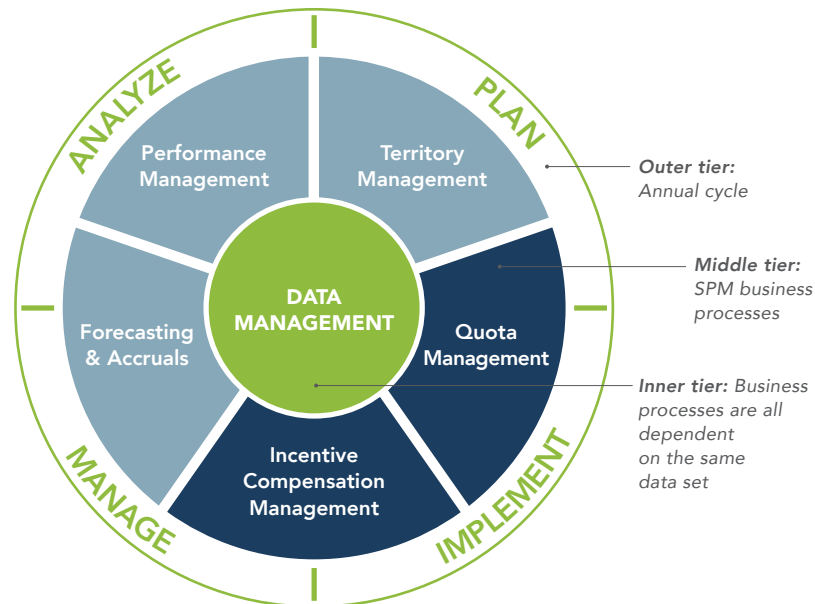 ANALYZE
PLAN
Performance
Management
Territory
Management
Outer tier:
Annual cycle
Middle tier:
SPM business
processes
DATA
MANAGEMENT
Forecasting
& Accruals
Quota
Management
Inner tier: Business
processes are all
dependent
on the same
data set
Incentive
Compensation
Management
MANAGE
IMPLEMENT